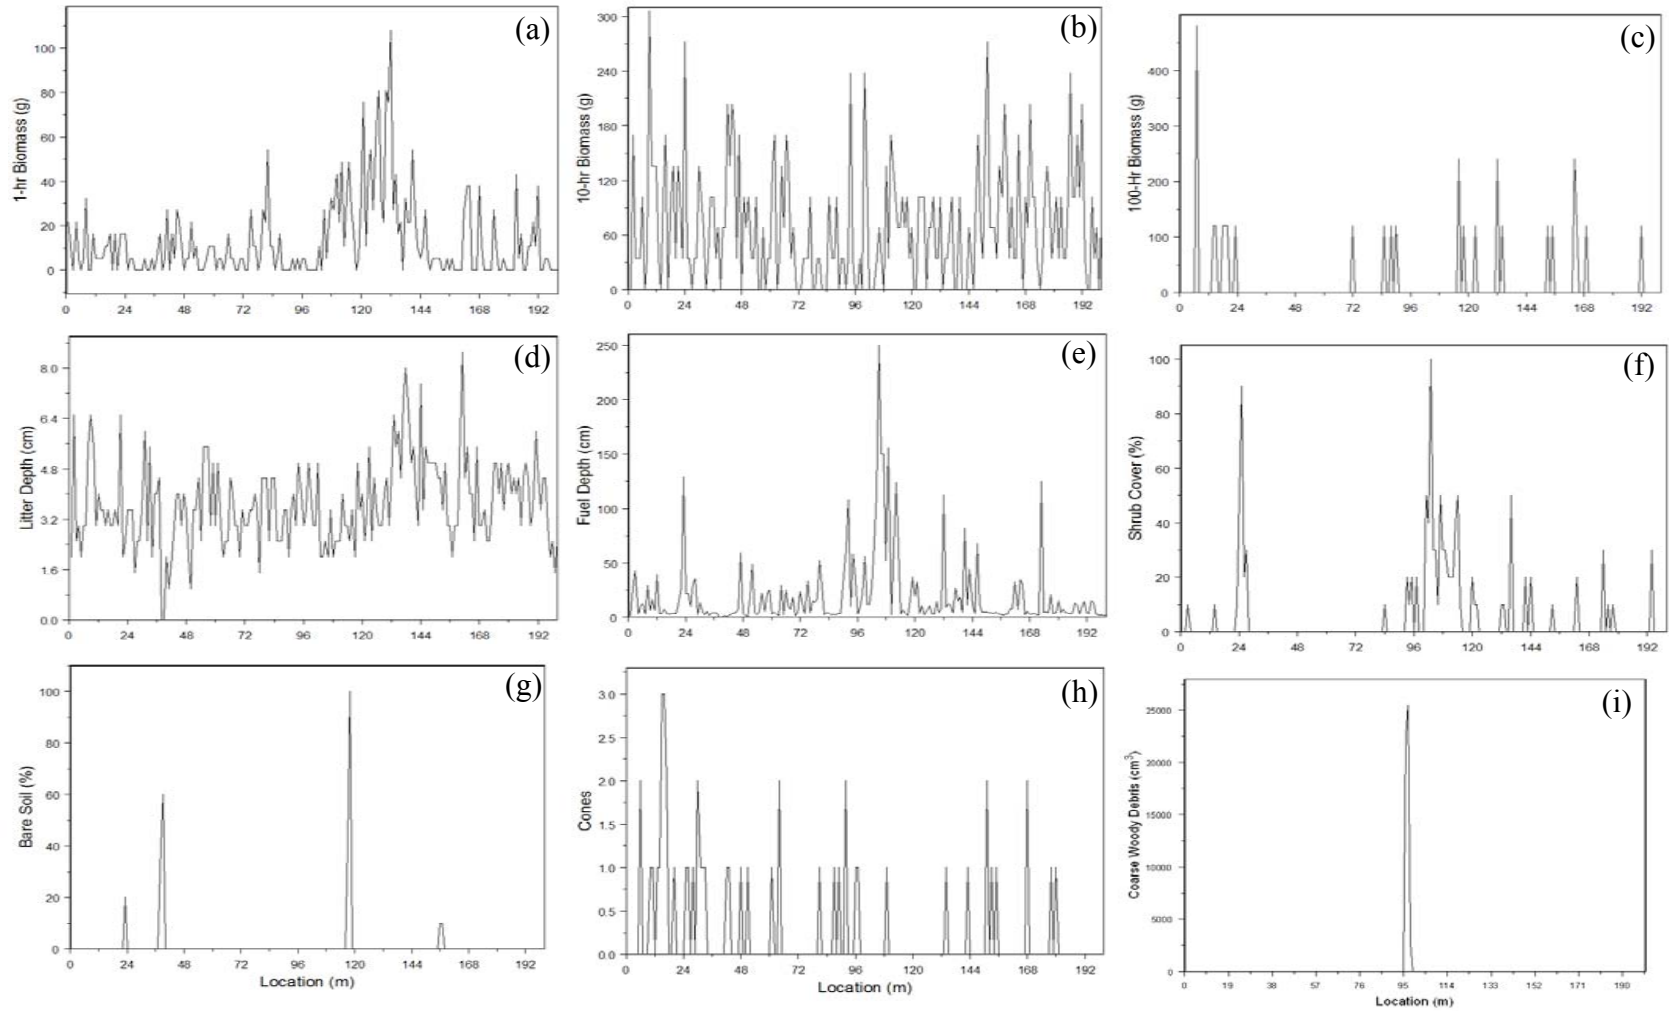 (a)
1-hr Biomass (g)
100
80
60
40
20
0
0 24 48 72 96 120 144 168 192
(b)
10-hr Biomass (g)
300
240
180
120
60
0
0 24 48 72 96 120 144 168 192
(c)
100-Hr Biomass (g)
400
300
200
100
0
0 24 48 72 96 120 144 168 192
(d)
Litter Depth (cm)
8.0
6.4
4.8
3.2
1.6
0.0
0 24 48 72 96 120 144 168 192
(e)
Fuel Depth (cm)
250
200
150
100
50
0
0 24 48 72 96 120 144 168 192
(f)
Shrub Cover (%)
100
80
60
40
20
0
0 24 48 72 96 120 144 168 192
(g)
Bare Soil (%)
100
80
60
40
20
0
0 24 48 72 96 120 144 168 192
Location (m)
(h)
Cones
3.0
2.5
2.0
1.5
1.0
0.5
0.0
0 24 48 72 96 120 144 168 192
Location (m)
(i)
Coarse Woody Debris (cm3)
25000
20000
15000
10000
5000
0
0 19 38 57 76 95 114 133 152 171 190
Location (m)